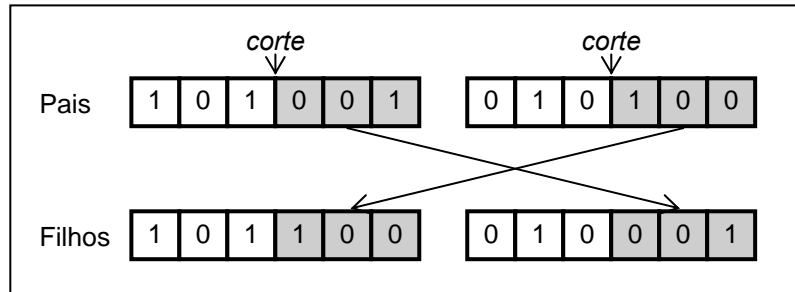 corte corte
Pais 1 0 1 0 0 1 0 1 0 1 0 0
Filhos 1 0 1 1 0 0 0 1 0 0 0 1